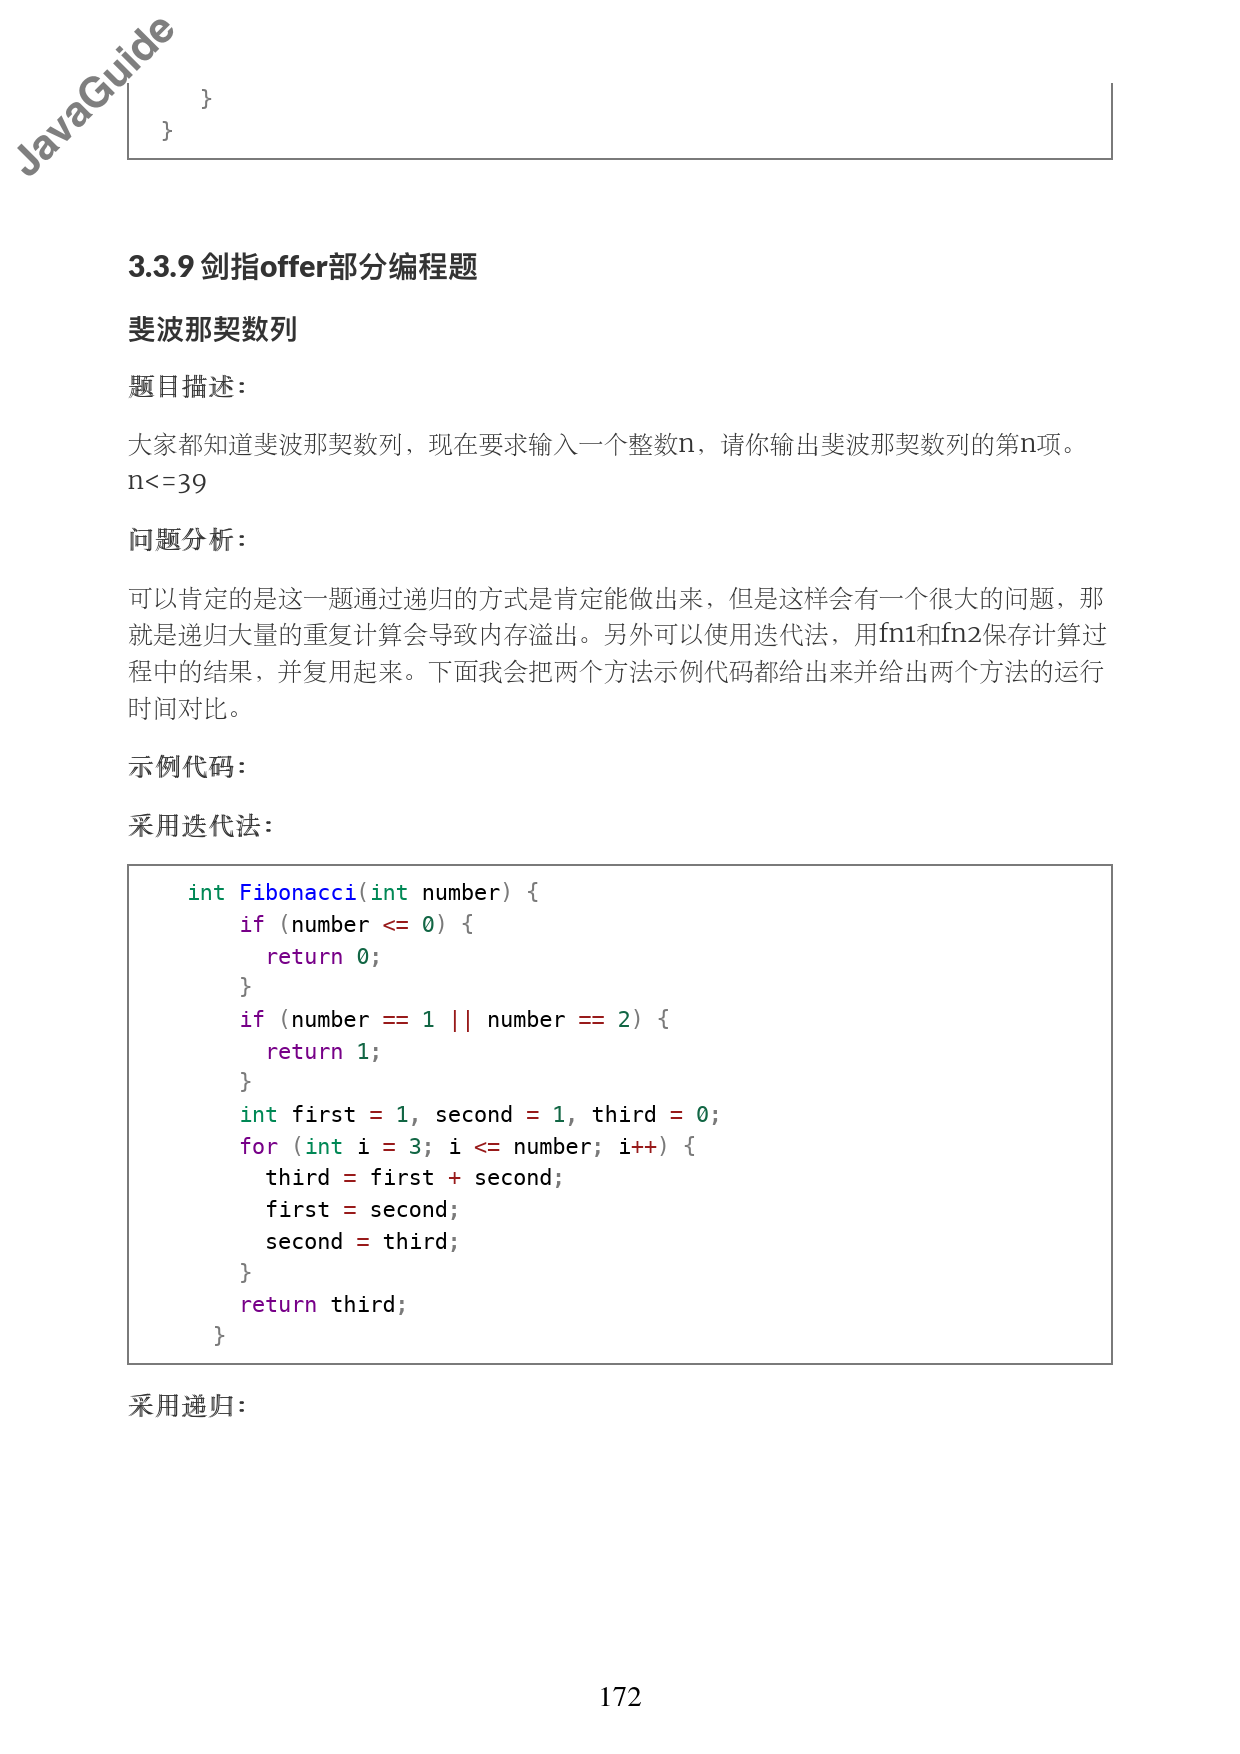 JavaGuide
}
}
3.3.9 剑指offer部分编程题
斐波那契数列
题目描述：
大家都知道斐波那契数列，现在要求输入一个整数n，请你输出斐波那契数列的第n项。
n<=39
问题分析：
可以肯定的是这一题通过递归的方式是肯定能做出来，但是这样会有一个很大的问题，那
就是递归大量的重复计算会导致内存溢出。另外可以使用迭代法，用fn1和fn2保存计算过
程中的结果，并复用起来。下面我会把两个方法示例代码都给出来并给出两个方法的运行
时间对比。
示例代码：
采用迭代法：
int Fibonacci(int number) {
if (number <= 0) {
return 0;
}
if (number == 1 || number == 2) {
return 1;
}
int first = 1, second = 1, third = 0;
for (int i = 3; i <= number; i++) {
third = first + second;
first = second;
second = third;
}
return third;
}
采用递归：
172